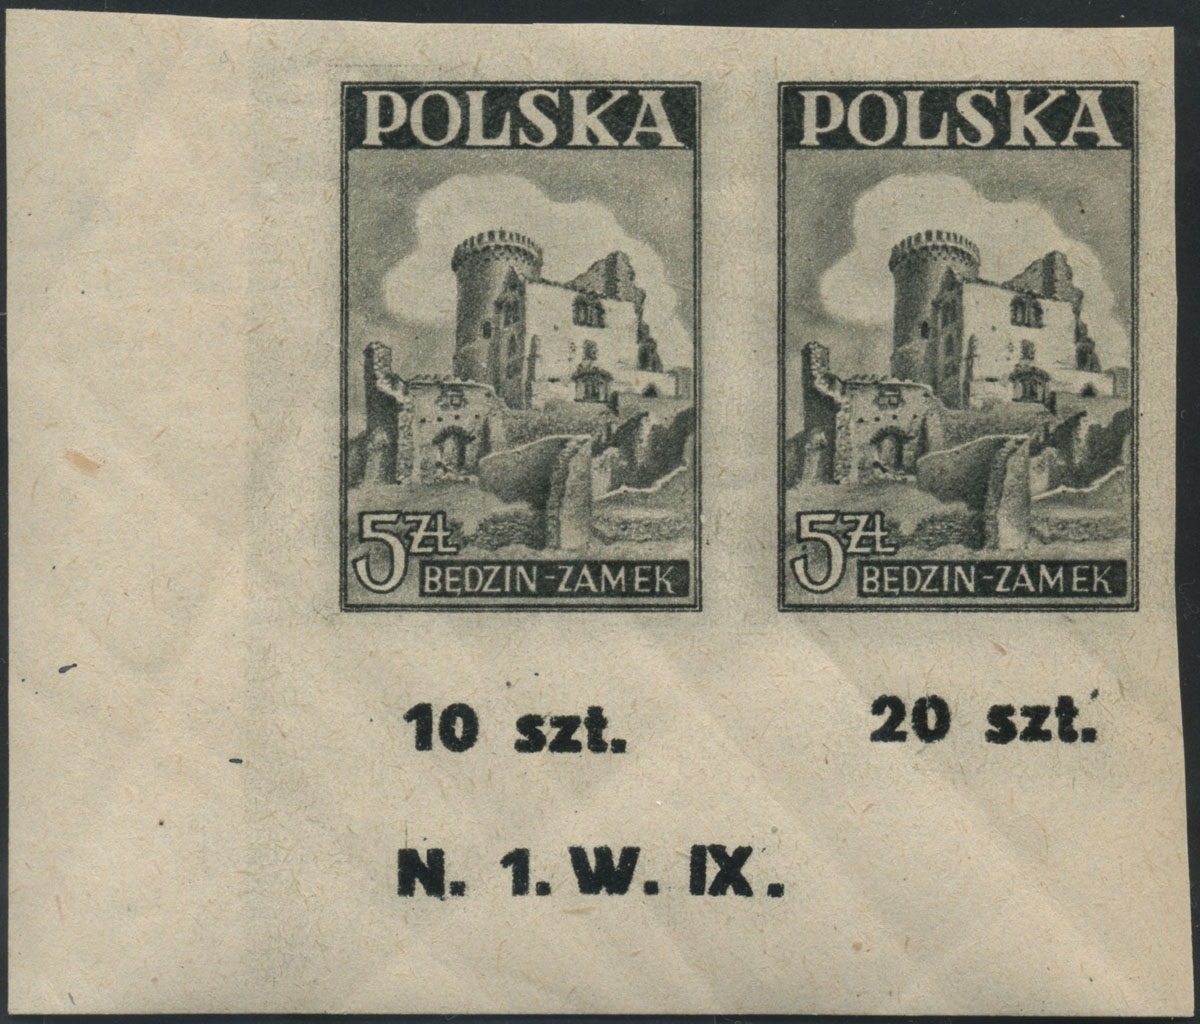 POLSKA
5 ZŁ
BĘDZIN-ZAMEK
POLSKA
5 ZŁ
BĘDZIN-ZAMEK
10 szt.
20 szt.
N. 1. W. IX.